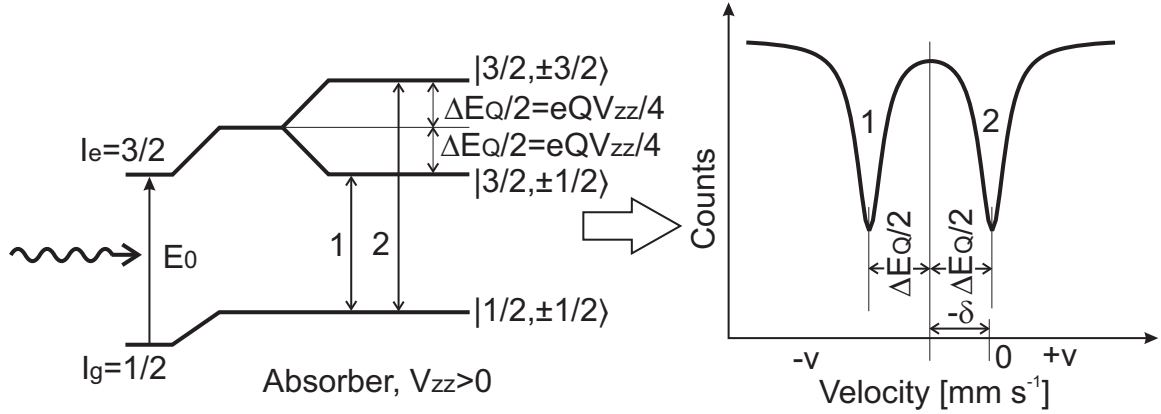 |3/2,±3/2⟩
ΔEQ/2=eQVzz/4
ΔEQ/2=eQVzz/4
Ie=3/2
|3/2,±1/2⟩
1
2
E0
|1/2,±1/2⟩
Ig=1/2
Absorber, Vzz>0
Counts
1
2
ΔEQ/2
ΔEQ/2
-δ
-v
0
+v
Velocity [mm s-1]